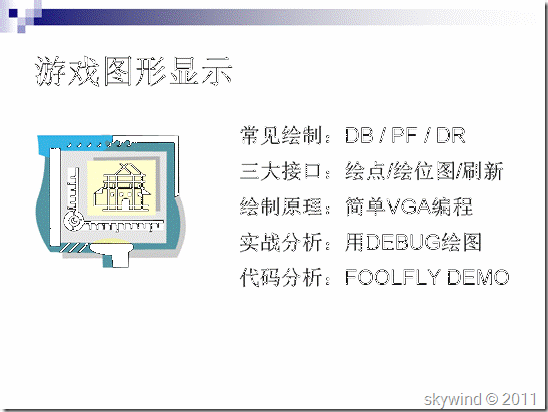 游戏图形显示
常见绘制：DB / PF / DR
三大接口：绘点/绘位图/刷新
绘制原理：简单VGA编程
实战分析：用DEBUG绘图
代码分析：FOOLFLY DEMO
skywind © 2011